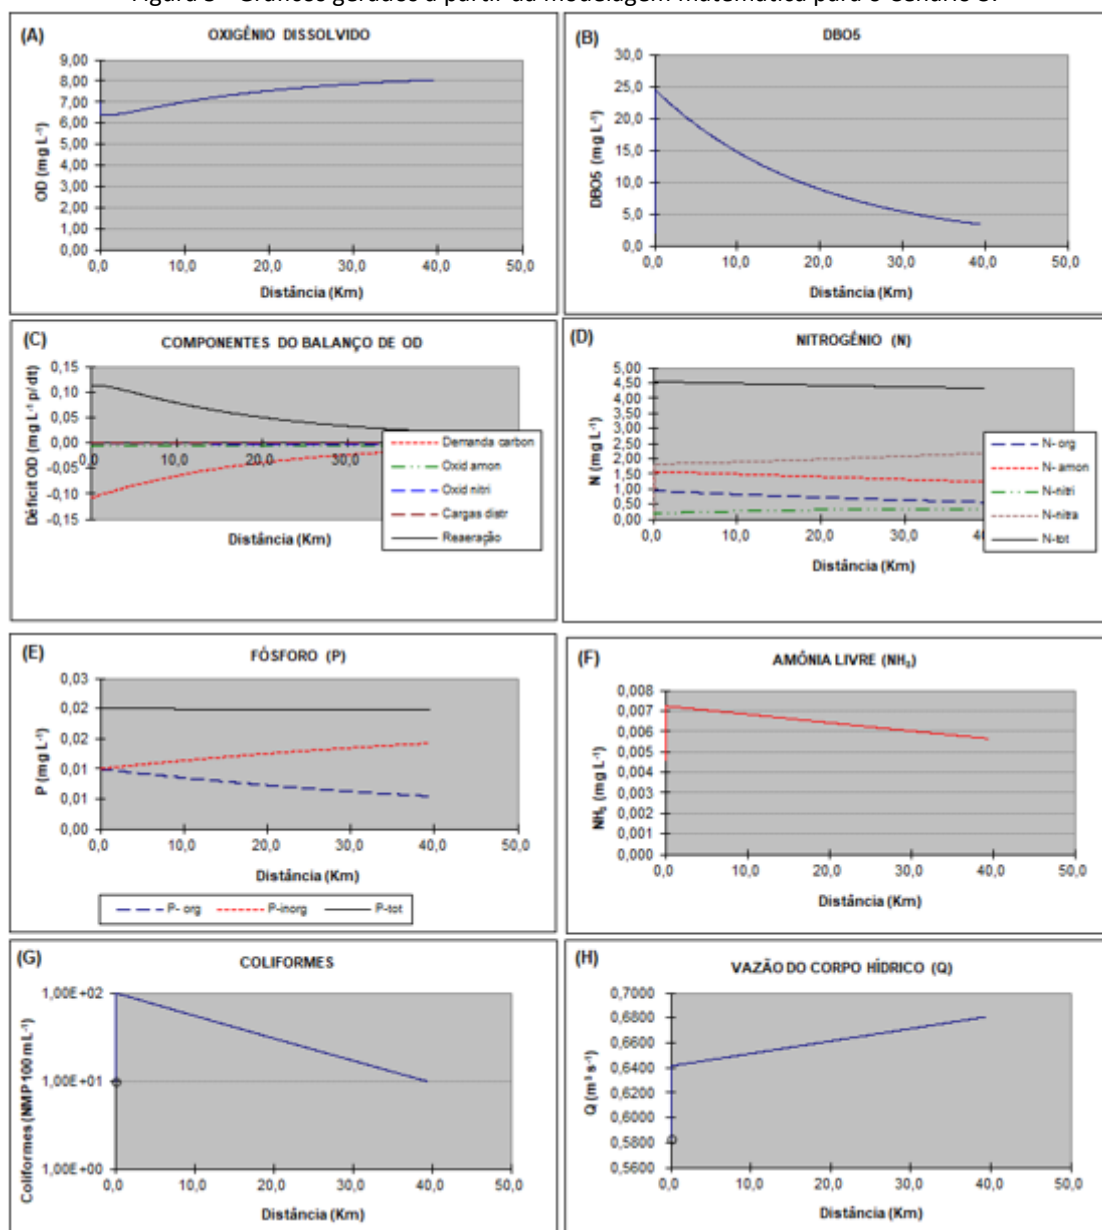 Figura 3 - Gráficos gerados a partir da modelagem matemática para o Cenário 3.
(A)
OXIGÊNIO DISSOLVIDO
OD (mg L⁻¹)
9,00
8,00
7,00
6,00
5,00
4,00
3,00
2,00
1,00
0,00
0,0 10,0 20,0 30,0 40,0 50,0
Distância (Km)
(B)
DBO5
DBO5 (mg L⁻¹)
30,0
25,0
20,0
15,0
10,0
5,0
0,0
0,0 10,0 20,0 30,0 40,0 50,0
Distância (Km)
(C)
COMPONENTES DO BALANÇO DE OD
Déficit OD (mg L⁻¹ p/dt)
0,15
0,10
0,05
0,00
-0,05
-0,10
-0,15
0,0 10,0 20,0 30,0
Distância (Km)
Demanda carbon
Oxid amon
Oxid nitri
Cargas distr
Reaeração
(D)
NITROGÊNIO (N)
N (mg L⁻¹)
5,00
4,50
4,00
3,50
3,00
2,50
2,00
1,50
1,00
0,50
0,00
0,0 10,0 20,0 30,0 40
Distância (Km)
N- org
N- amon
N-nitri
N-nitra
N-tot
(E)
FÓSFORO (P)
P (mg L⁻¹)
0,03
0,02
0,02
0,01
0,01
0,00
0,0 10,0 20,0 30,0 40,0 50,0
Distância (Km)
P- org P-inorg P-tot
(F)
AMÔNIA LIVRE (NH₃)
NH₃ (mg L⁻¹)
0,008
0,007
0,006
0,005
0,004
0,003
0,002
0,001
0,000
0,0 10,0 20,0 30,0 40,0 50,0
Distância (Km)
(G)
COLIFORMES
Coliformes (NMP 100 mL⁻¹)
1,00E+02
1,00E+01
1,00E+00
0,0 10,0 20,0 30,0 40,0 50,0
Distância (Km)
(H)
VAZÃO DO CORPO HÍDRICO (Q)
Q (m³ s⁻¹)
0,7000
0,6800
0,6600
0,6400
0,6200
0,6000
0,5800
0,5600
0,0 10,0 20,0 30,0 40,0 50,0
Distância (Km)